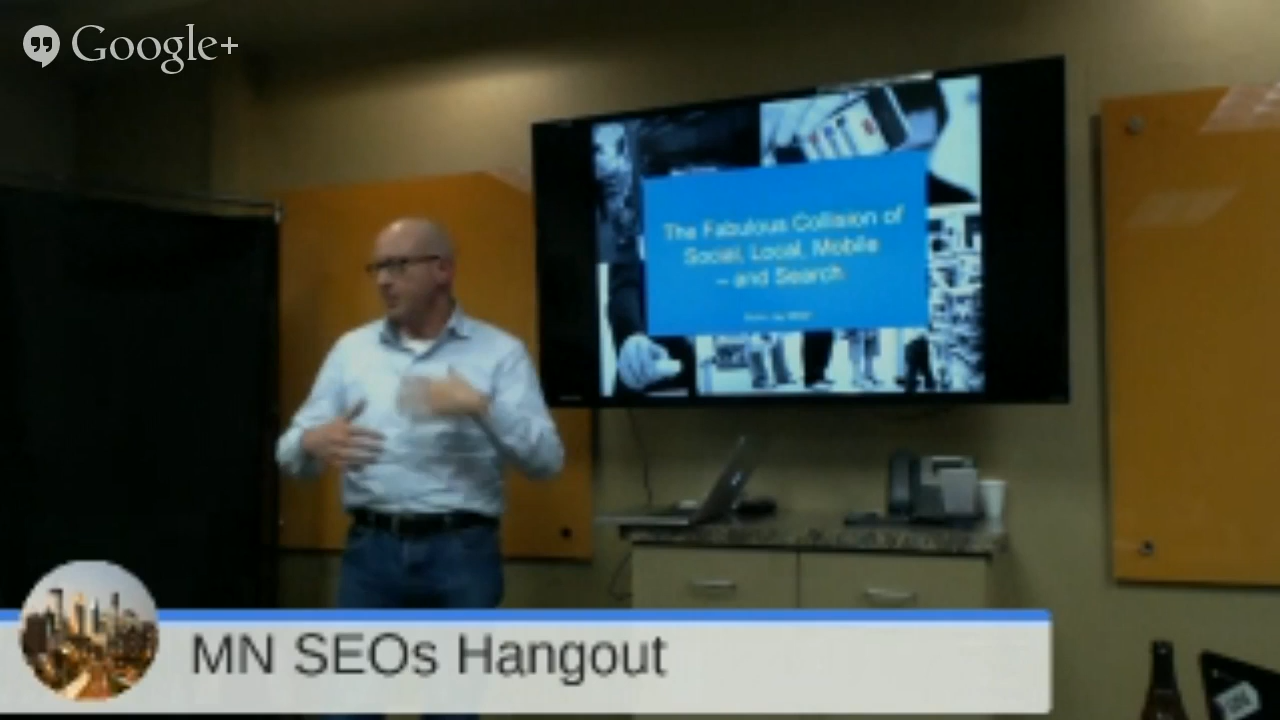 Google+
The Fabulous Collision of
Social, Local, Mobile
– and Search
MN SEOs Hangout